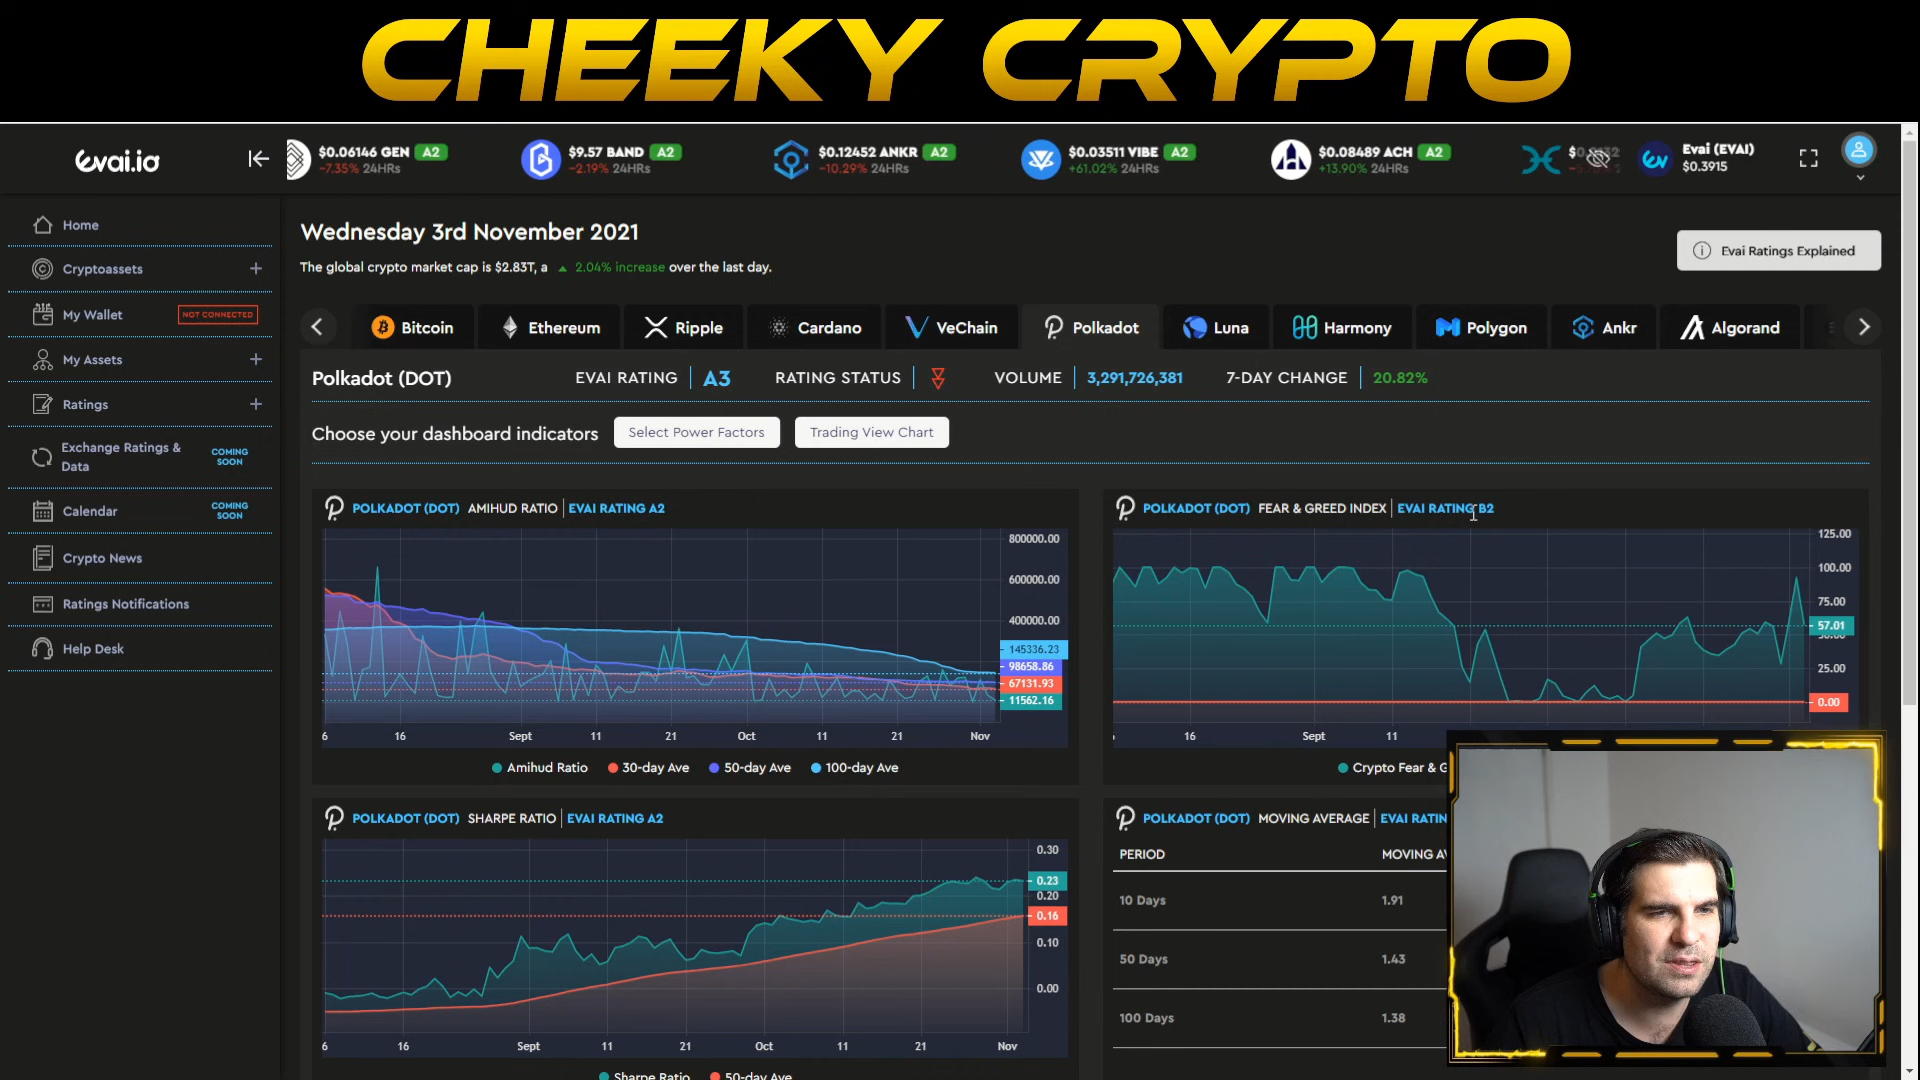 CHEEKY CRYPTO
evai.io
$0.06146 GEN A2
-7.35% 24HRs
$9.57 BAND A2
-2.19% 24HRs
$0.12452 ANKR A2
-10.29% 24HRs
$0.03511 VIBE A2
+61.02% 24HRs
$0.08489 ACH A2
+13.90% 24HRs
Evai (EVAI)
$0.3915
Home
Cryptoassets +
My Wallet NOT CONNECTED
My Assets +
Ratings +
Exchange Ratings & Data COMING SOON
Calendar COMING SOON
Crypto News
Ratings Notifications
Help Desk
Wednesday 3rd November 2021
The global crypto market cap is $2.83T, a ▲ 2.04% increase over the last day.
Evai Ratings Explained
Bitcoin Ethereum Ripple Cardano VeChain Polkadot Luna Harmony Polygon Ankr Algorand
Polkadot (DOT) EVAI RATING A3 RATING STATUS VOLUME 3,291,726,381 7-DAY CHANGE 20.82%
Choose your dashboard indicators Select Power Factors Trading View Chart
POLKADOT (DOT) AMIHUD RATIO EVAI RATING A2
800000.00
600000.00
400000.00
145336.23
98658.86
67131.93
11562.16
6 16 Sept 11 21 Oct 11 21 Nov
Amihud Ratio 30-day Ave 50-day Ave 100-day Ave
POLKADOT (DOT) FEAR & GREED INDEX EVAI RATING B2
125.00
100.00
75.00
57.01
50.00
25.00
0.00
16 Sept 11
Crypto Fear & G
POLKADOT (DOT) SHARPE RATIO EVAI RATING A2
0.30
0.23
0.20
0.16
0.10
0.00
6 16 Sept 11 21 Oct 11 21 Nov
Sharpe Ratio 50-day Ave
POLKADOT (DOT) MOVING AVERAGE EVAI RATIN
PERIOD MOVING AV
10 Days 1.91
50 Days 1.43
100 Days 1.38